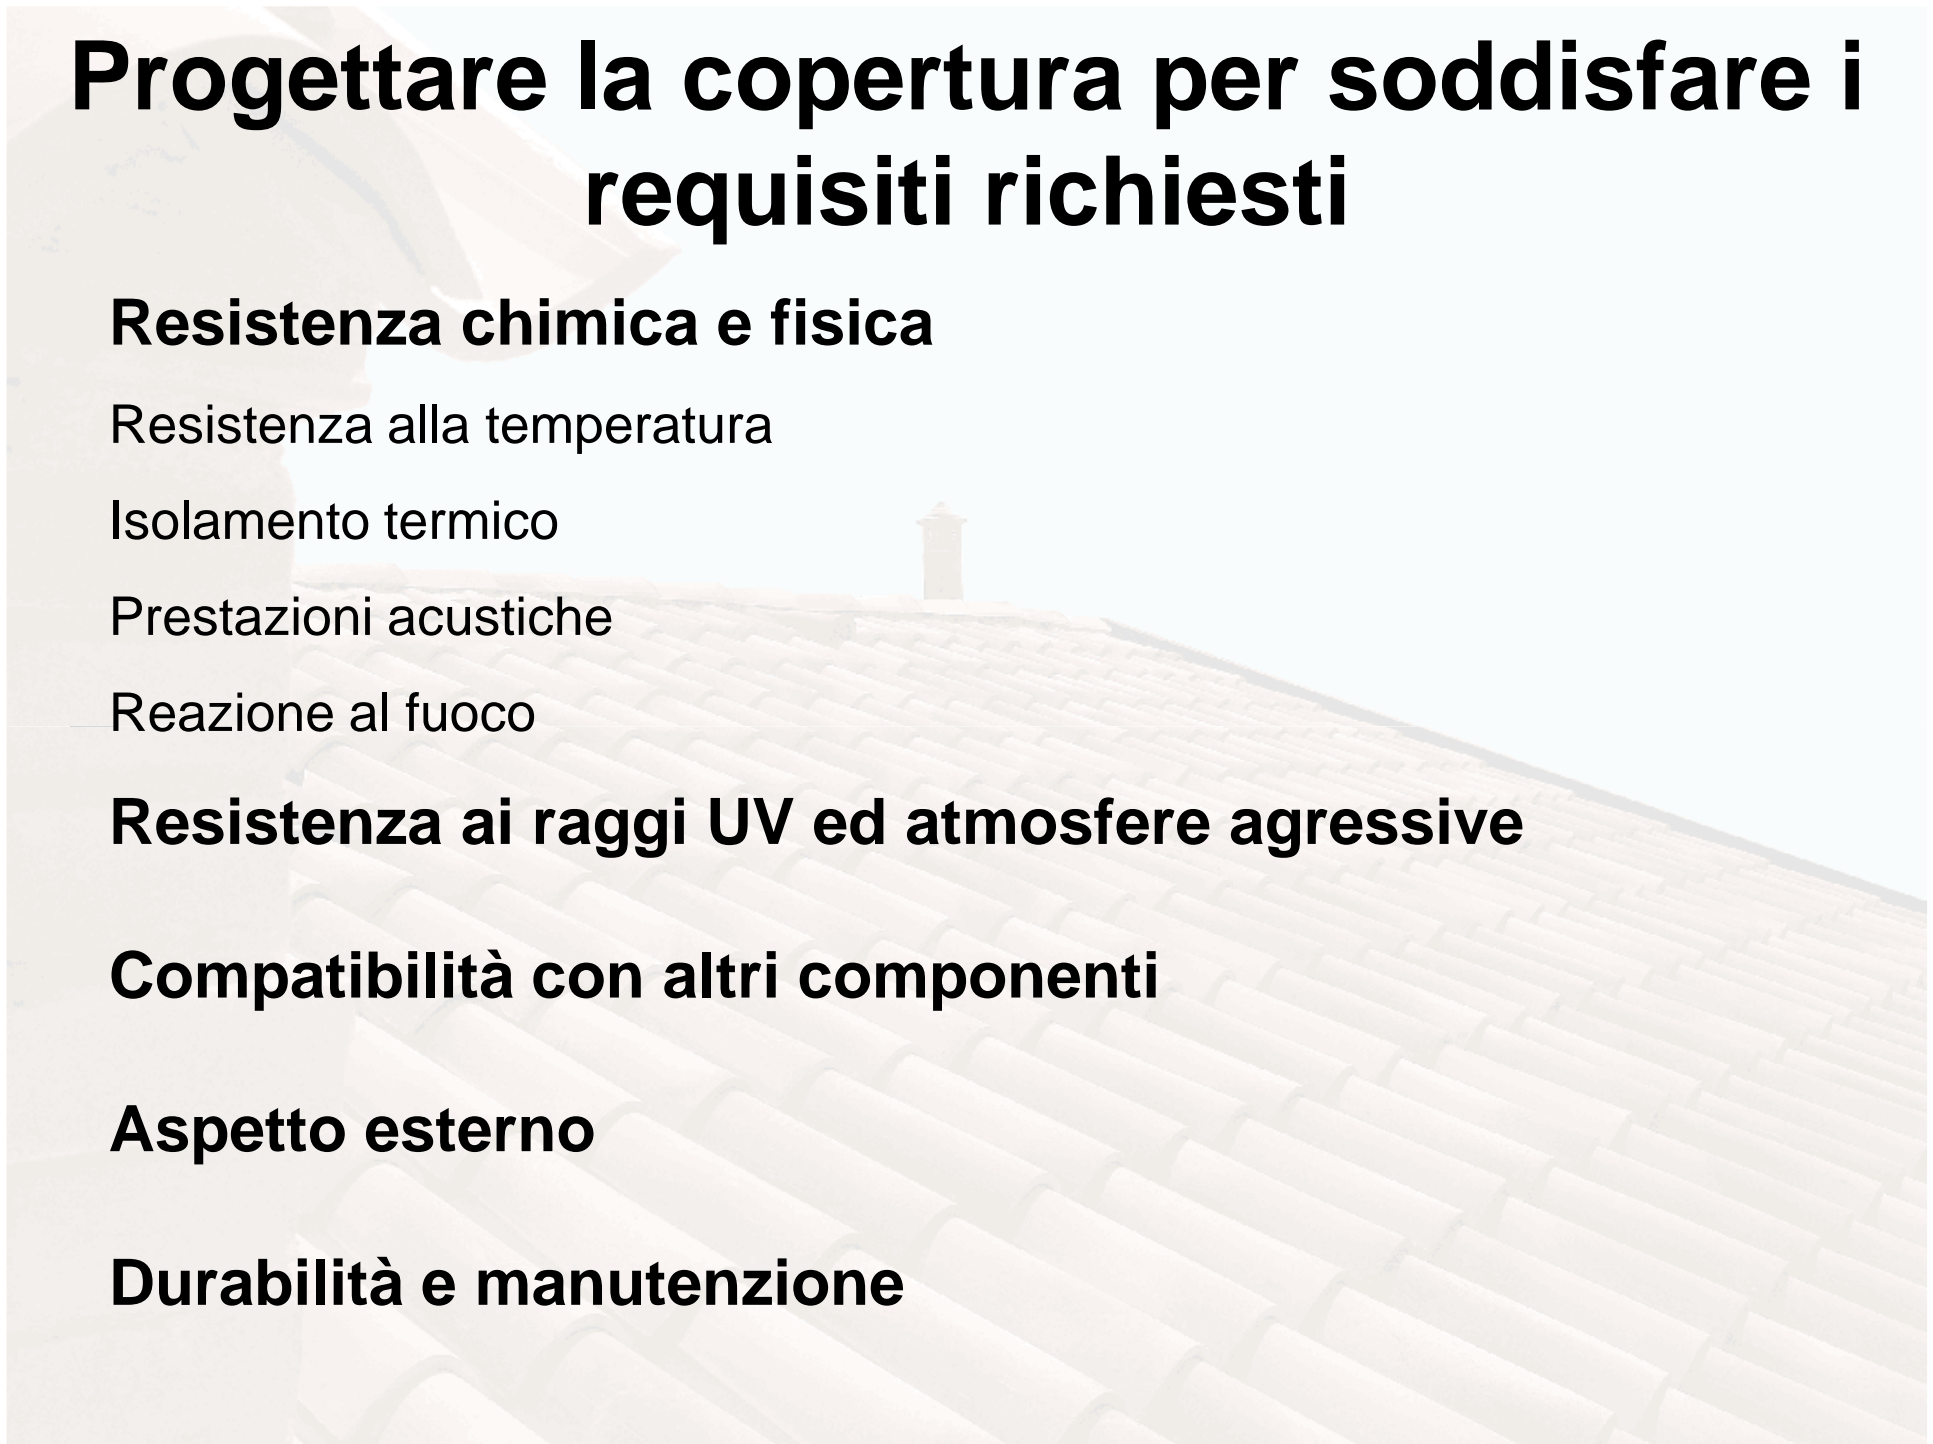 Progettare la copertura per soddisfare i
requisiti richiesti
Resistenza chimica e fisica
Resistenza alla temperatura
Isolamento termico
Prestazioni acustiche
Reazione al fuoco
Resistenza ai raggi UV ed atmosfere agressive
Compatibilità con altri componenti
Aspetto esterno
Durabilità e manutenzione